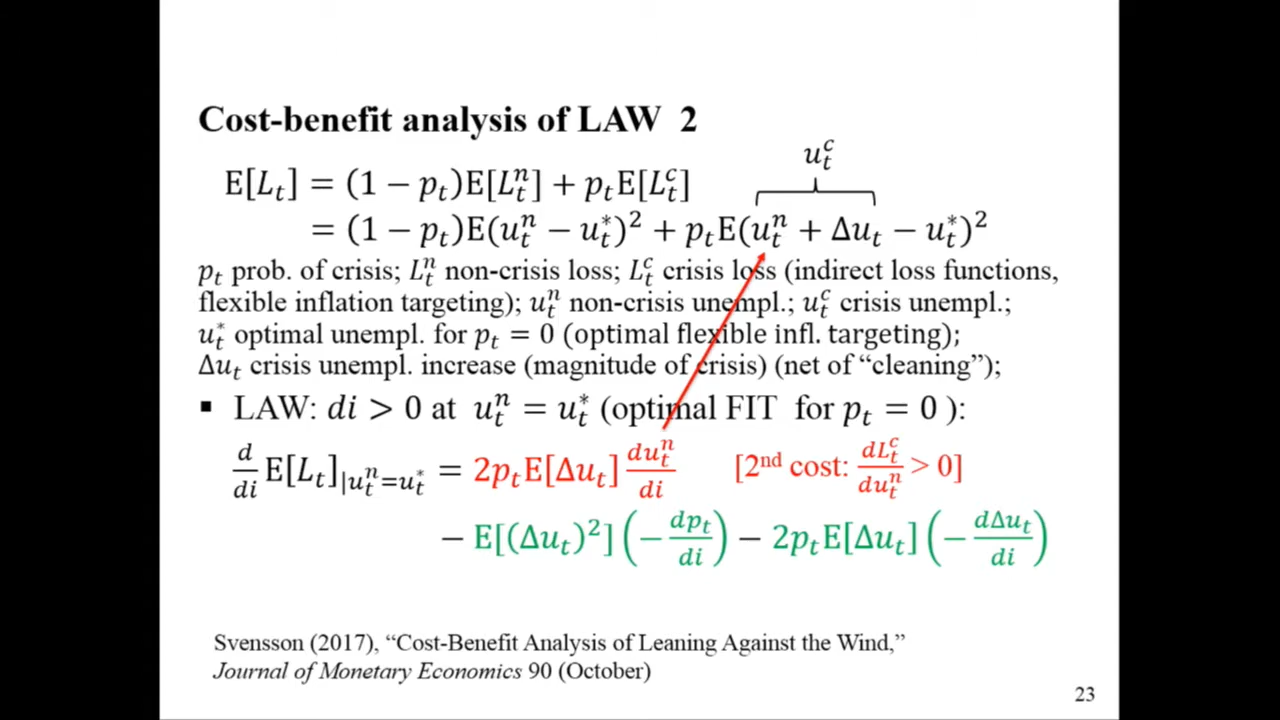 Cost-benefit analysis of LAW 2
u_t^c
E[L_t] = (1 − p_t)E[L_t^n] + p_tE[L_t^c]
= (1 − p_t)E(u_t^n − u_t^*)^2 + p_tE(u_t^n + Δu_t − u_t^*)^2
p_t prob. of crisis; L_t^n non-crisis loss; L_t^c crisis loss (indirect loss functions,
flexible inflation targeting); u_t^n non-crisis unempl.; u_t^c crisis unempl.;
u_t^* optimal unempl. for p_t = 0 (optimal flexible infl. targeting);
Δu_t crisis unempl. increase (magnitude of crisis) (net of “cleaning”);
▪ LAW: di > 0 at u_t^n = u_t^* (optimal FIT for p_t = 0 ):
d/di E[L_t]_{|u_t^n=u_t^*} = 2p_tE[Δu_t] du_t^n/di [2nd cost: dL_t^c/du_t^n > 0]
− E[(Δu_t)^2] (− dp_t/di) − 2p_tE[Δu_t] (− dΔu_t/di)
Svensson (2017), “Cost-Benefit Analysis of Leaning Against the Wind,”
Journal of Monetary Economics 90 (October)
23